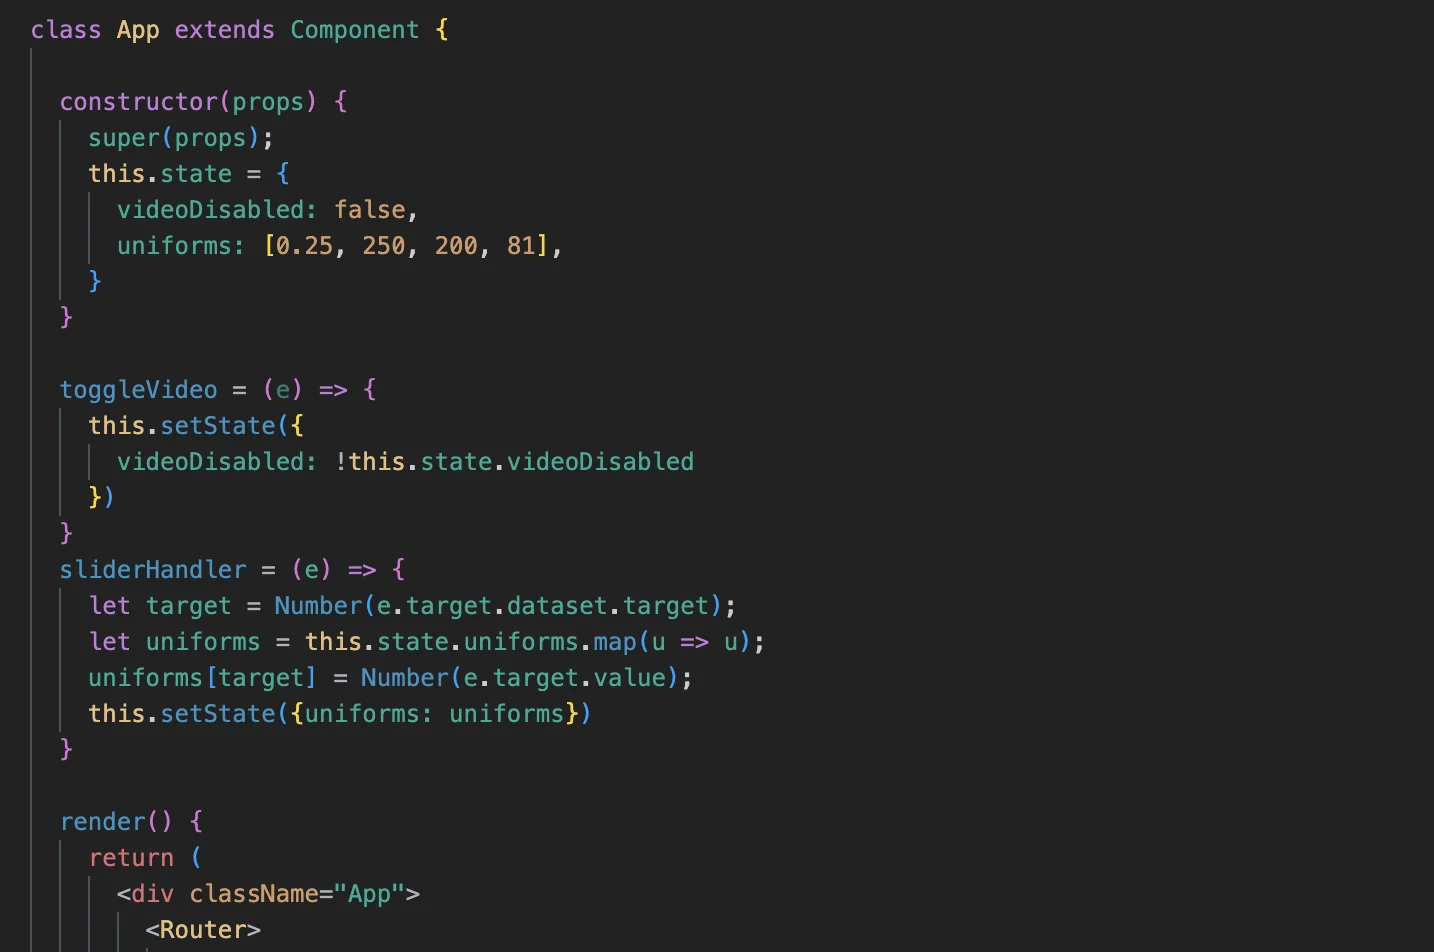 class App extends Component {
constructor(props) {
super(props);
this.state = {
videoDisabled: false,
uniforms: [0.25, 250, 200, 81],
}
}
toggleVideo = (e) => {
this.setState({
videoDisabled: !this.state.videoDisabled
})
}
sliderHandler = (e) => {
let target = Number(e.target.dataset.target);
let uniforms = this.state.uniforms.map(u => u);
uniforms[target] = Number(e.target.value);
this.setState({uniforms: uniforms})
}
render() {
return (
<div className="App">
<Router>